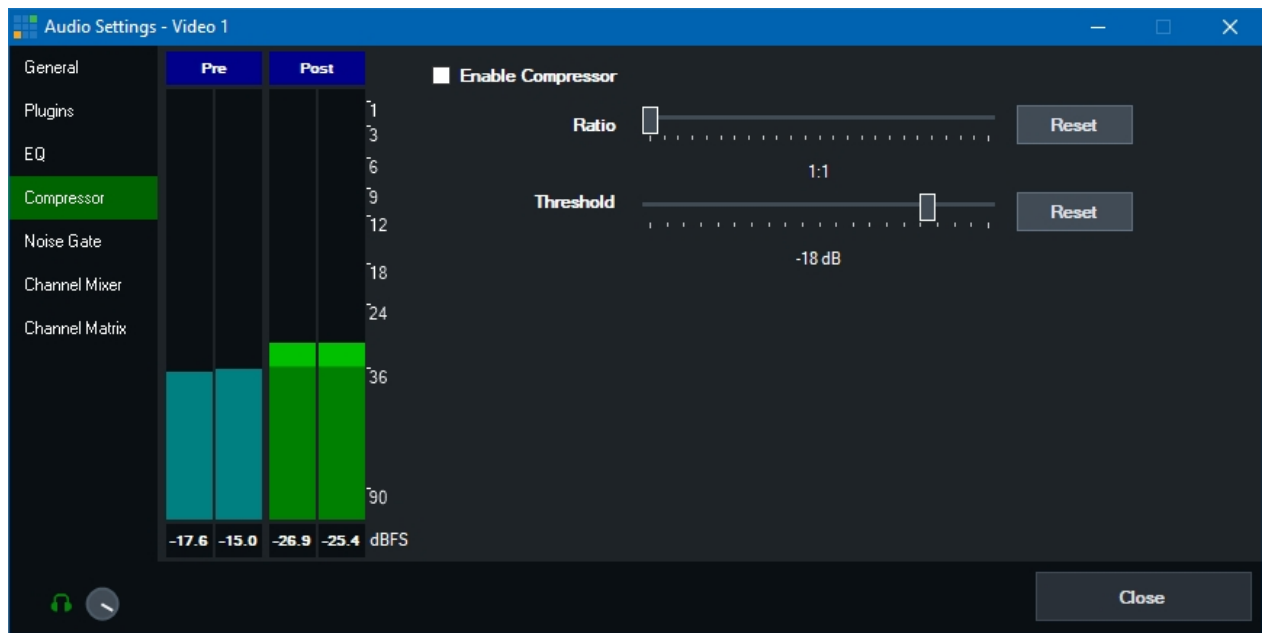 Audio Settings - Video 1
General
Plugins
EQ
Compressor
Noise Gate
Channel Mixer
Channel Matrix
Pre Post
1
3
6
9
12
18
24
36
90
-17.6 -15.0 -26.9 -25.4 dBFS
Enable Compressor
Ratio Reset
1:1
Threshold Reset
-18 dB
Close